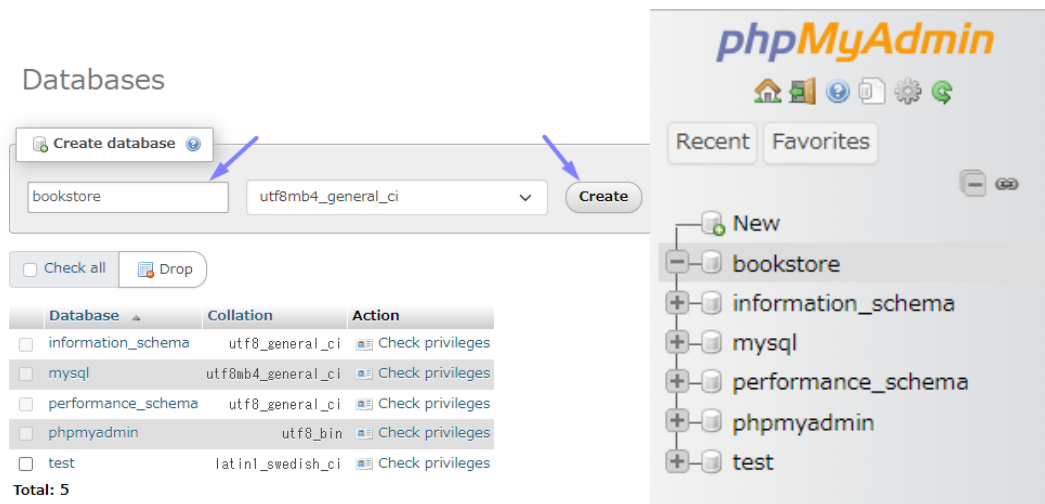 Databases
Create database
bookstore
utf8mb4_general_ci
Create
Check all
Drop
Database Collation Action
information_schema utf8_general_ci Check privileges
mysql utf8mb4_general_ci Check privileges
performance_schema utf8_general_ci Check privileges
phpmyadmin utf8_bin Check privileges
test latin1_swedish_ci Check privileges
Total: 5
phpMyAdmin
Recent Favorites
New
bookstore
information_schema
mysql
performance_schema
phpmyadmin
test